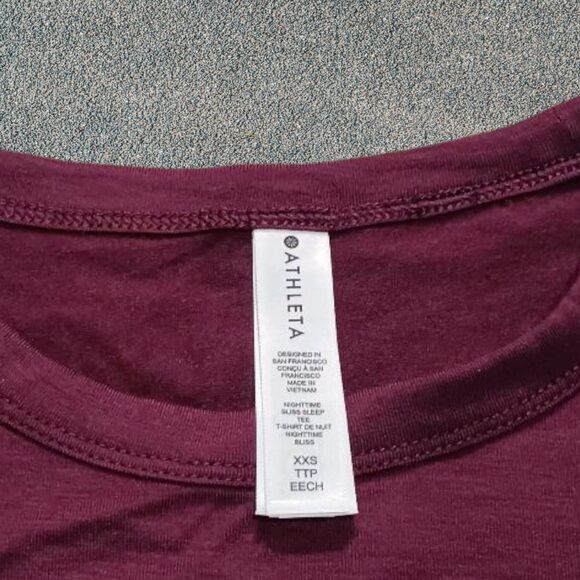 ATHLETA
DESIGNED IN
SAN FRANCISCO
CONÇU À SAN
FRANCISCO
MADE IN
VIETNAM
NIGHTTIME
BLISS SLEEP
TEE
T-SHIRT DE NUIT
NIGHTTIME
BLISS
XXS
TTP
EECH